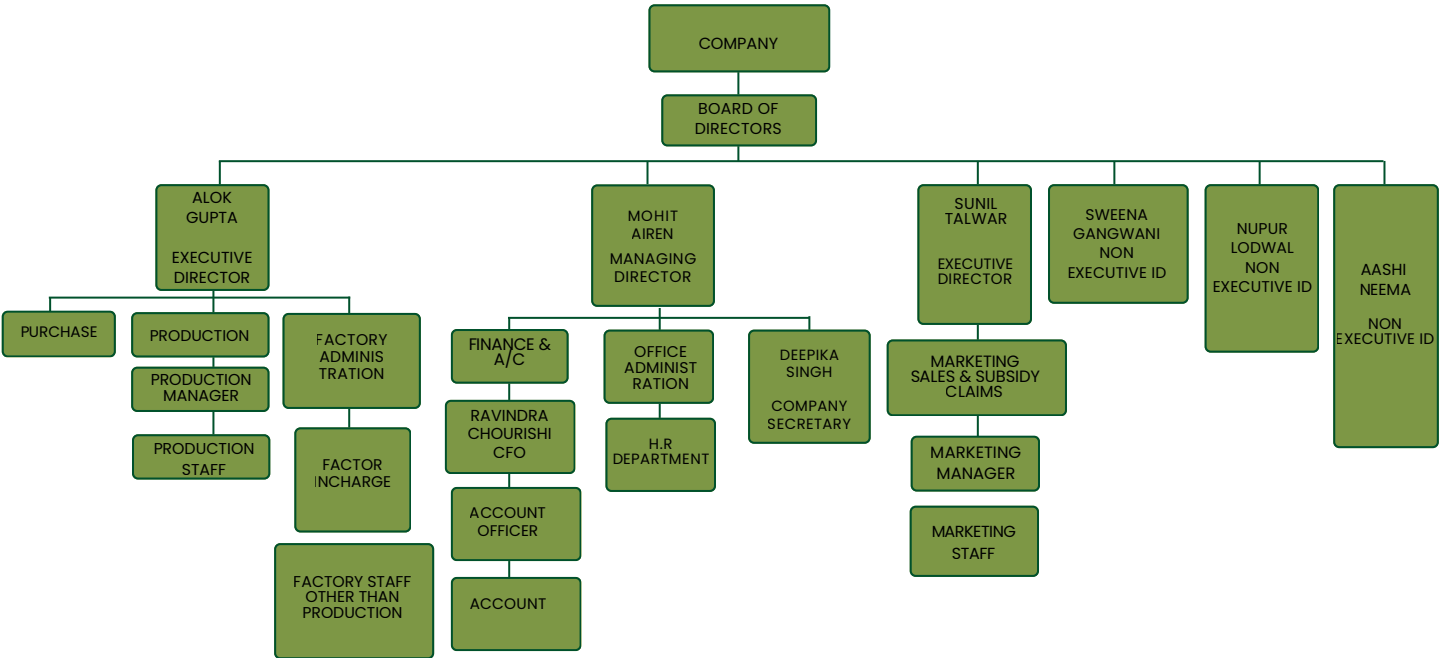 COMPANY
BOARD OF
DIRECTORS
ALOK
GUPTA
EXECUTIVE
DIRECTOR
MOHIT
AIREN
MANAGING
DIRECTOR
SUNIL
TALWAR
EXECUTIVE
DIRECTOR
SWEENA
GANGWANI
NON
EXECUTIVE ID
NUPUR
LODWAL
NON
EXECUTIVE ID
AASHI
NEEMA
NON
EXECUTIVE ID
PURCHASE
PRODUCTION
PRODUCTION
MANAGER
PRODUCTION
STAFF
FACTORY
ADMINIS
TRATION
FACTOR
INCHARGE
FACTORY STAFF
OTHER THAN
PRODUCTION
FINANCE &
A/C
RAVINDRA
CHOURISHI
CFO
ACCOUNT
OFFICER
ACCOUNT
OFFICE
ADMINIST
RATION
H.R
DEPARTMENT
DEEPIKA
SINGH
COMPANY
SECRETARY
MARKETING
SALES & SUBSIDY
CLAIMS
MARKETING
MANAGER
MARKETING
STAFF